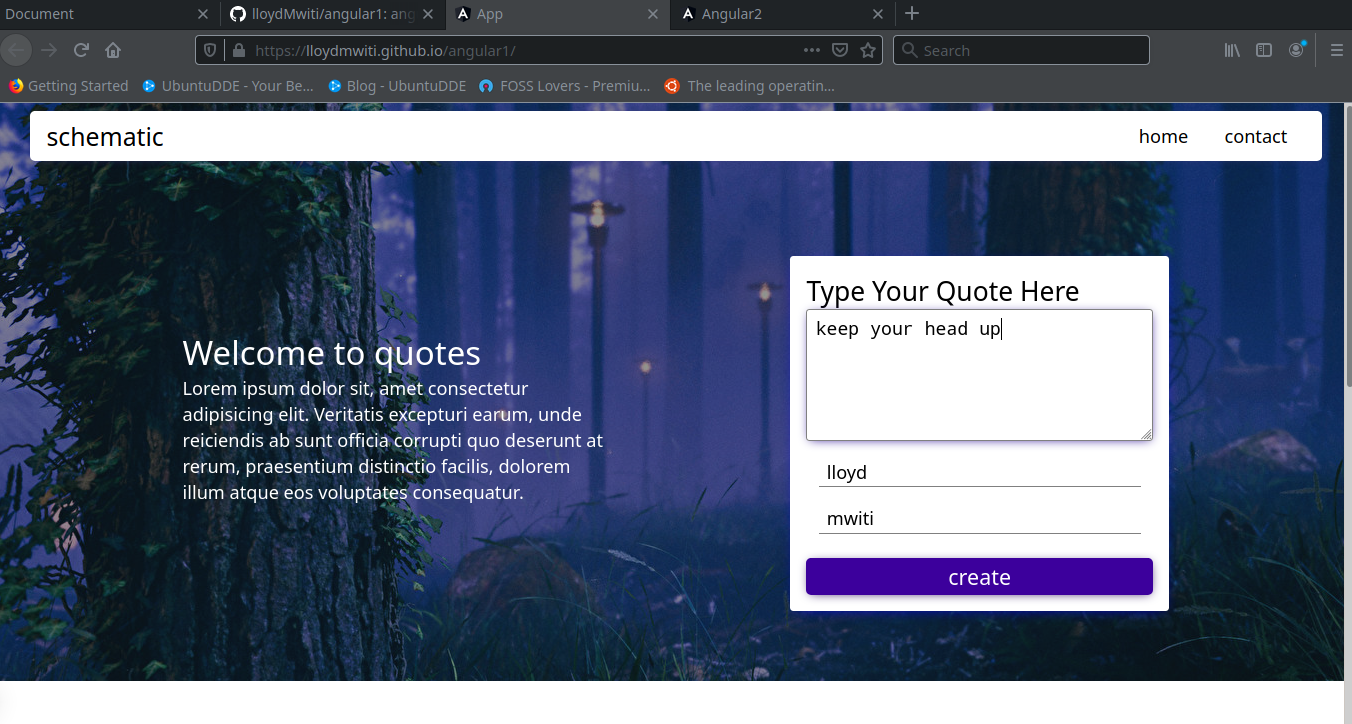 Document
lloydMwiti/angular1: ang
App
Angular2
https://lloydmwiti.github.io/angular1/
Search
Getting Started
UbuntuDDE - Your Be...
Blog - UbuntuDDE
FOSS Lovers - Premiu...
The leading operatin...
schematic
home
contact
Type Your Quote Here
keep your head up
Welcome to quotes
Lorem ipsum dolor sit, amet consectetur
adipisicing elit. Veritatis excepturi earum, unde
reiciendis ab sunt officia corrupti quo deserunt at
rerum, praesentium distinctio facilis, dolorem
illum atque eos voluptates consequatur.
lloyd
mwiti
create